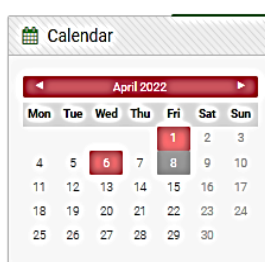 Calendar
April 2022
Mon Tue Wed Thu Fri Sat Sun
1 2 3
4 5 6 7 8 9 10
11 12 13 14 15 16 17
18 19 20 21 22 23 24
25 26 27 28 29 30